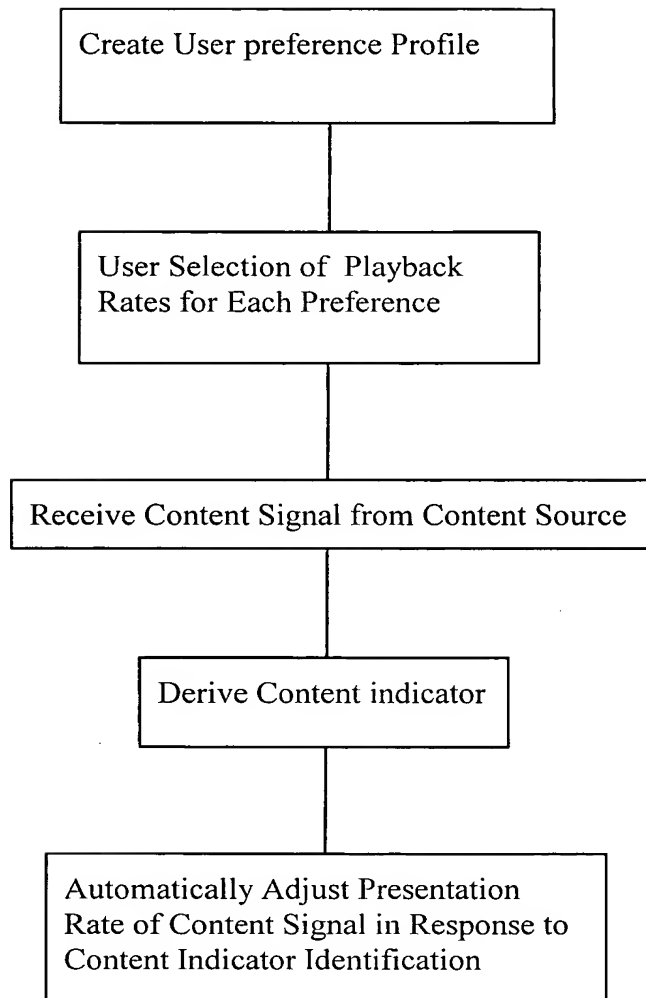 Create User preference Profile
User Selection of Playback
Rates for Each Preference
Receive Content Signal from Content Source
Derive Content indicator
Automatically Adjust Presentation
Rate of Content Signal in Response to
Content Indicator Identification